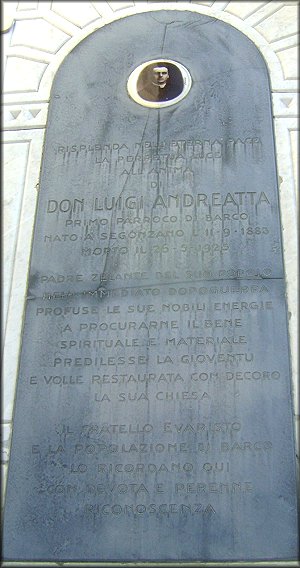 RISPLENDA NELL'ETERNA PACE
LA PERPETUA LUCE
ALL'ANIMA
DI
DON LUIGI ANDREATTA
PRIMO PARROCO DI BARCO
NATO A SEGONZANO L'11-9-1883
MORTO IL 26-5-1926
PADRE ZELANTE DEL SUO POPOLO
NELL'IMMEDIATO DOPOGUERRA
PROFUSE LE SUE NOBILI ENERGIE
A PROCURARNE IL BENE
SPIRITUALE E MATERIALE
PREDILESSE LA GIOVENTÙ
E VOLLE RESTAURATA CON DECORO
LA SUA CHIESA
IL FRATELLO EVARISTO
E LA POPOLAZIONE DI BARCO
LO RICORDANO QUI
CON DEVOTA E PERENNE
RICONOSCENZA